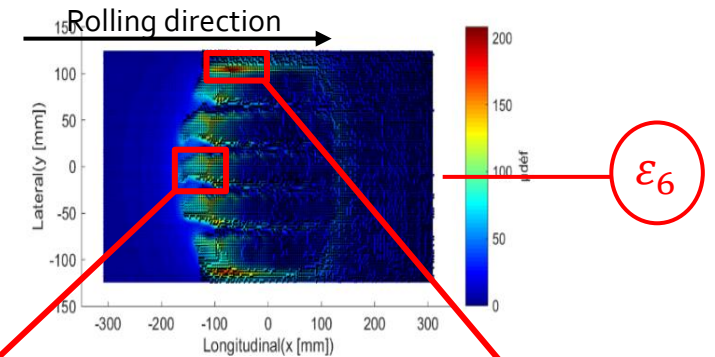 Rolling direction
150
100
50
0
-50
-100
150
Lateral(y [mm])
-300 -200 -100 0 100 200 300
Longitudinal(x [mm])
200
150
100
50
0
μdéf
ε₆